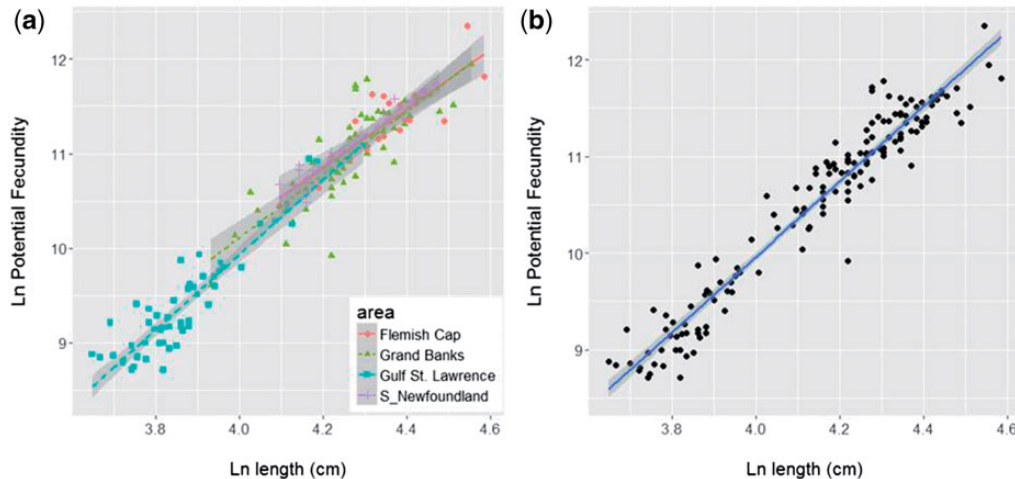 (a)
12
11
10
9
Ln Potential Fecundity
area
Flemish Cap
Grand Banks
Gulf St. Lawrence
S_Newfoundland
3.8 4.0 4.2 4.4 4.6
Ln length (cm)
(b)
12
11
10
9
Ln Potential Fecundity
3.8 4.0 4.2 4.4 4.6
Ln length (cm)